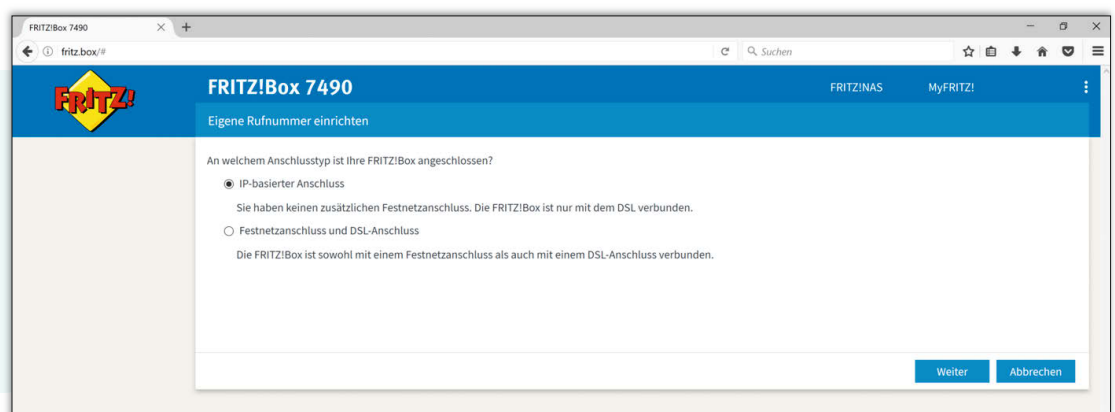 FRITZ!Box 7490
fritz.box/#
Suchen
FRITZ!
FRITZ!Box 7490
FRITZ!NAS
MyFRITZ!
Eigene Rufnummer einrichten
An welchem Anschlusstyp ist Ihre FRITZ!Box angeschlossen?
IP-basierter Anschluss
Sie haben keinen zusätzlichen Festnetzanschluss. Die FRITZ!Box ist nur mit dem DSL verbunden.
Festnetzanschluss und DSL-Anschluss
Die FRITZ!Box ist sowohl mit einem Festnetzanschluss als auch mit einem DSL-Anschluss verbunden.
Weiter
Abbrechen